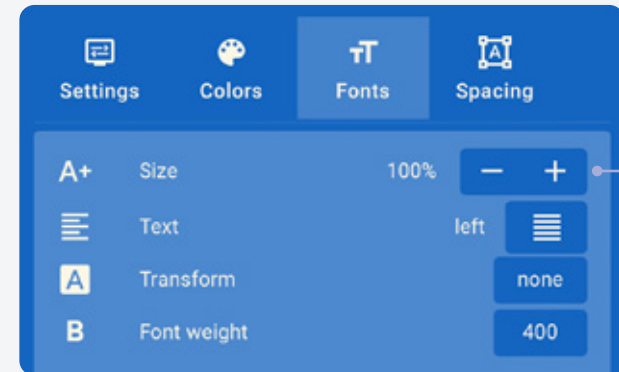 Settings Colors Fonts Spacing
A+ Size 100% − +
Text left
A Transform none
B Font weight 400